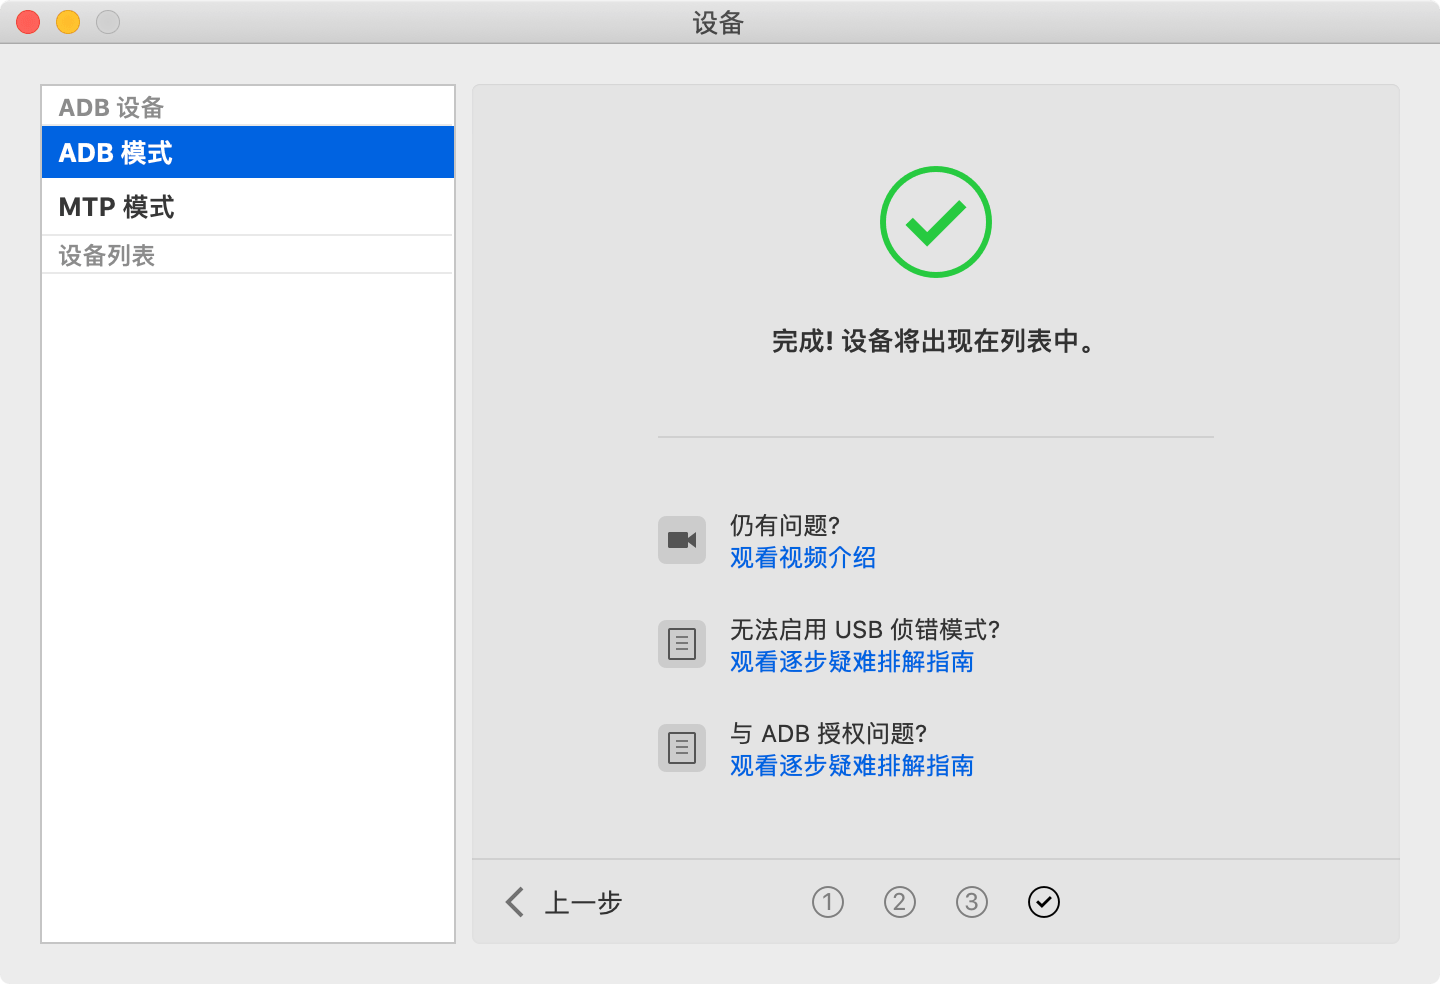 设备
ADB 设备
ADB 模式
MTP 模式
设备列表
完成! 设备将出现在列表中。
仍有问题?
观看视频介绍
无法启用 USB 侦错模式?
观看逐步疑难排解指南
与 ADB 授权问题?
观看逐步疑难排解指南
上一步
1 2 3